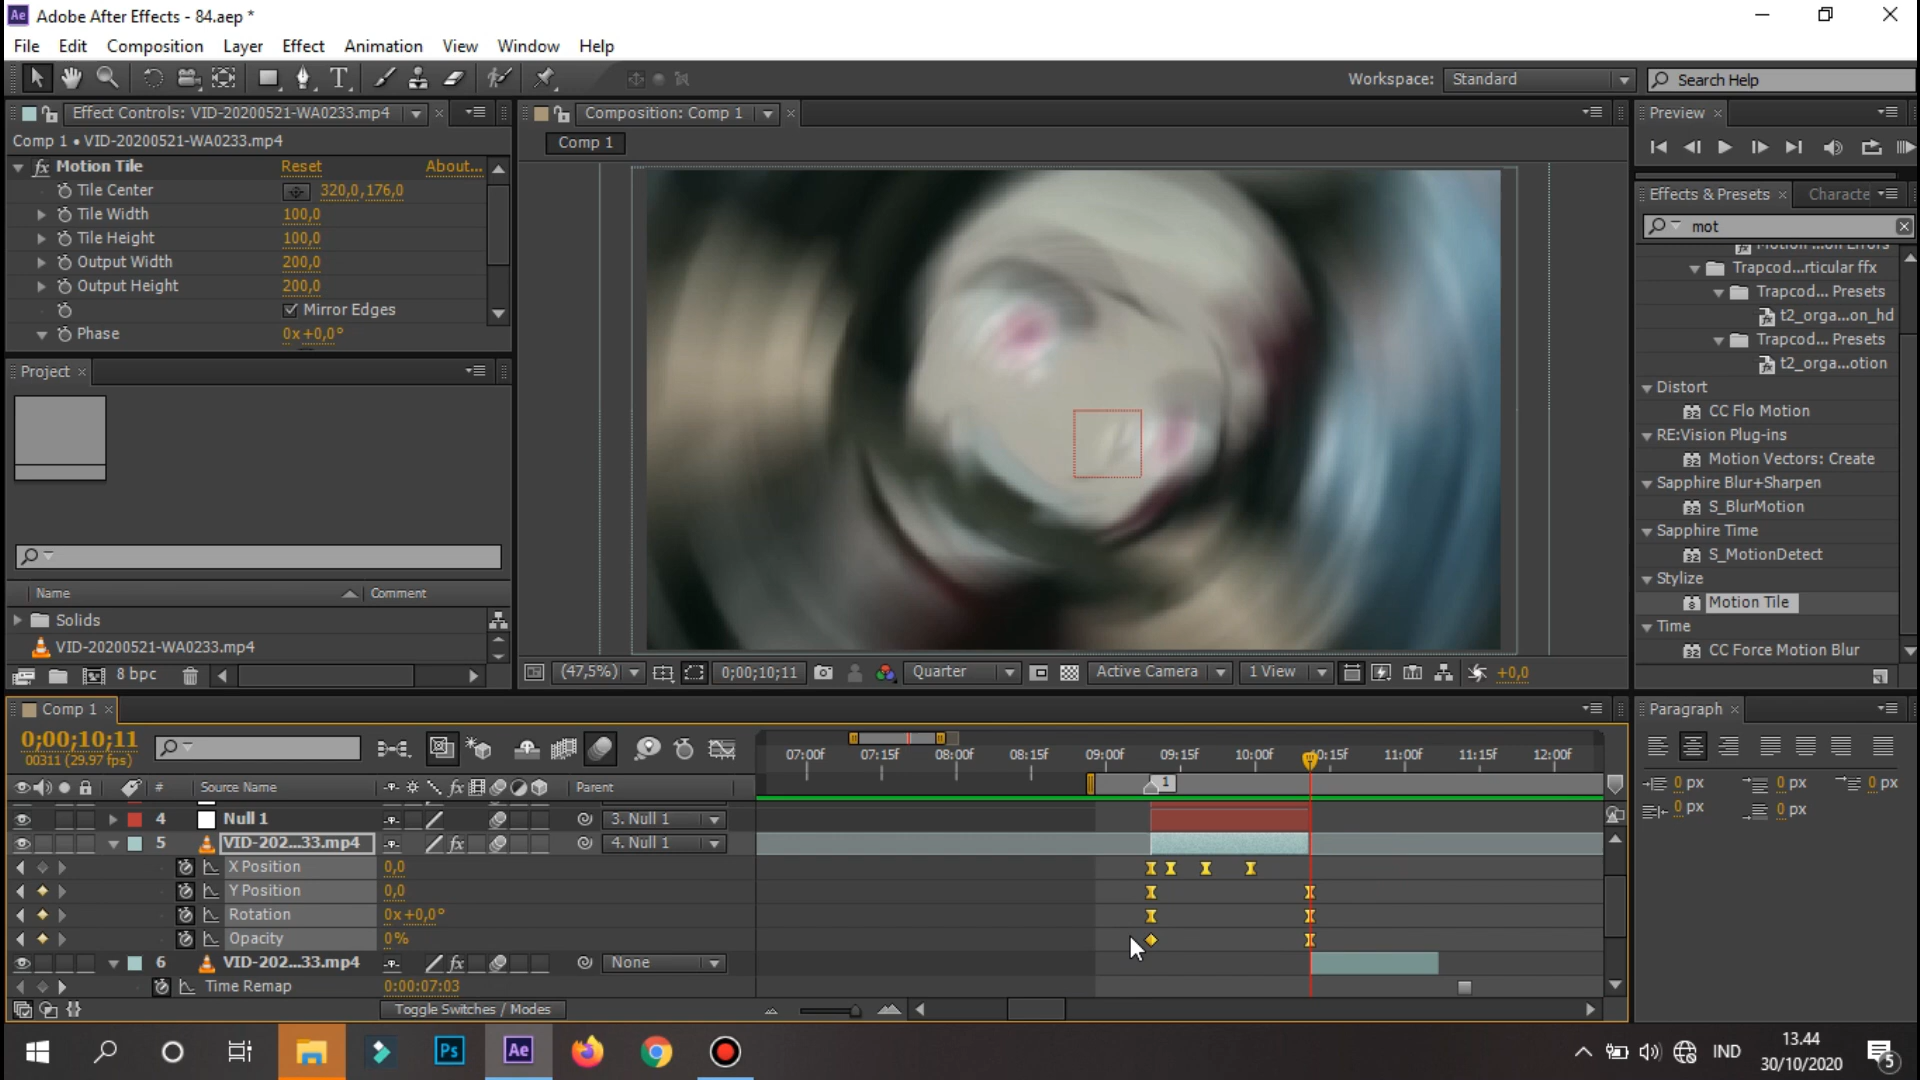 Ae Adobe After Effects - 84.aep *
File Edit Composition Layer Effect Animation View Window Help
Workspace: Standard Search Help
Effect Controls: VID-20200521-WA0233.mp4
Comp 1 • VID-20200521-WA0233.mp4
fx Motion Tile Reset About...
Tile Center 320,0,176,0
Tile Width 100,0
Tile Height 100,0
Output Width 200,0
Output Height 200,0
Mirror Edges
Phase 0x+0,0°
Project
Name Comment
Solids
VID-20200521-WA0233.mp4
8 bpc
Composition: Comp 1
Comp 1
(47,5%) 0;00;10;11 Quarter Active Camera 1 View +0,0
Preview
Effects & Presets Characte
mot
Trapcod...rticular ffx
Trapcod... Presets
t2_orga...on_hd
Trapcod... Presets
t2_orga...otion
Distort
CC Flo Motion
RE:Vision Plug-ins
Motion Vectors: Create
Sapphire Blur+Sharpen
S_BlurMotion
Sapphire Time
S_MotionDetect
Stylize
Motion Tile
Time
CC Force Motion Blur
Comp 1
0;00;10;11
00311 (29.97 fps)
07:00f 07:15f 08:00f 08:15f 09:00f 09:15f 10:00f 0:15f 11:00f 11:15f 12:00f
# Source Name fx Parent
1
4 Null 1 3. Null 1
5 VID-202...33.mp4 fx 4. Null 1
X Position 0,0
Y Position 0,0
Rotation 0x+0,0°
Opacity 0%
6 VID-202...33.mp4 fx None
Time Remap 0:00:07:03
Toggle Switches / Modes
Paragraph
0 px 0 px 0 px
0 px 0 px
Ps Ae IND 13.44
30/10/2020 5